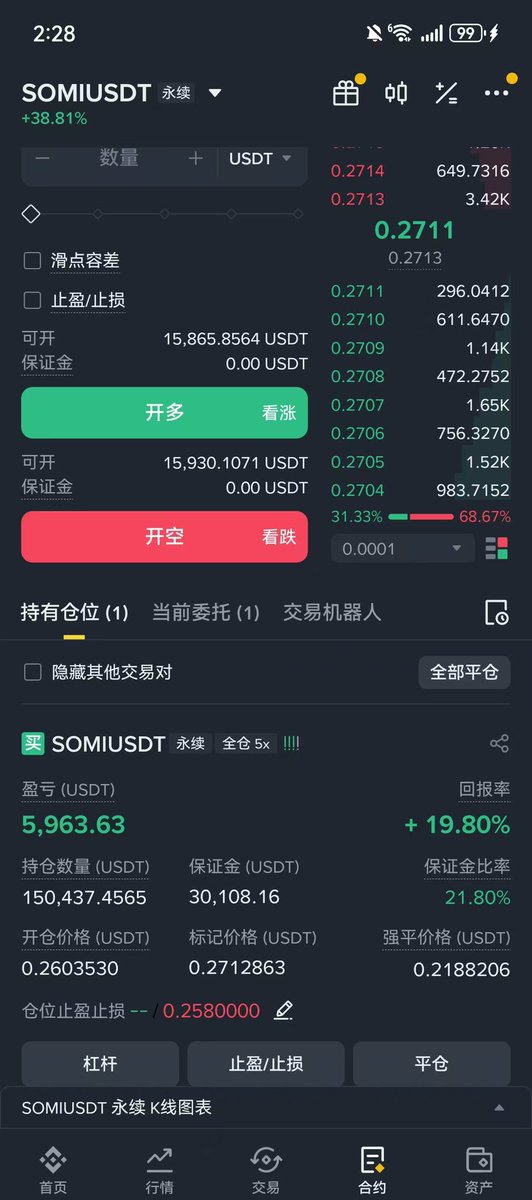 2:28
6
99
SOMIUSDT 永续
+38.81%
数量
USDT
滑点容差
止盈/止损
可开 15,865.8564 USDT
保证金 0.00 USDT
开多 看涨
可开 15,930.1071 USDT
保证金 0.00 USDT
开空 看跌
0.2714 649.7316
0.2713 3.42K
0.2711
0.2713
0.2711 296.0412
0.2710 611.6470
0.2709 1.14K
0.2708 472.2752
0.2707 1.65K
0.2706 756.3270
0.2705 1.52K
0.2704 983.7152
31.33% 68.67%
0.0001
持有仓位 (1) 当前委托 (1) 交易机器人
隐藏其他交易对 全部平仓
买 SOMIUSDT 永续 全仓 5x !!!!
盈亏 (USDT) 回报率
5,963.63 + 19.80%
持仓数量 (USDT) 保证金 (USDT) 保证金比率
150,437.4565 30,108.16 21.80%
开仓价格 (USDT) 标记价格 (USDT) 强平价格 (USDT)
0.2603530 0.2712863 0.2188206
仓位止盈止损 -- / 0.2580000
杠杆 止盈/止损 平仓
SOMIUSDT 永续 K线图表
首页 行情 交易 合约 资产